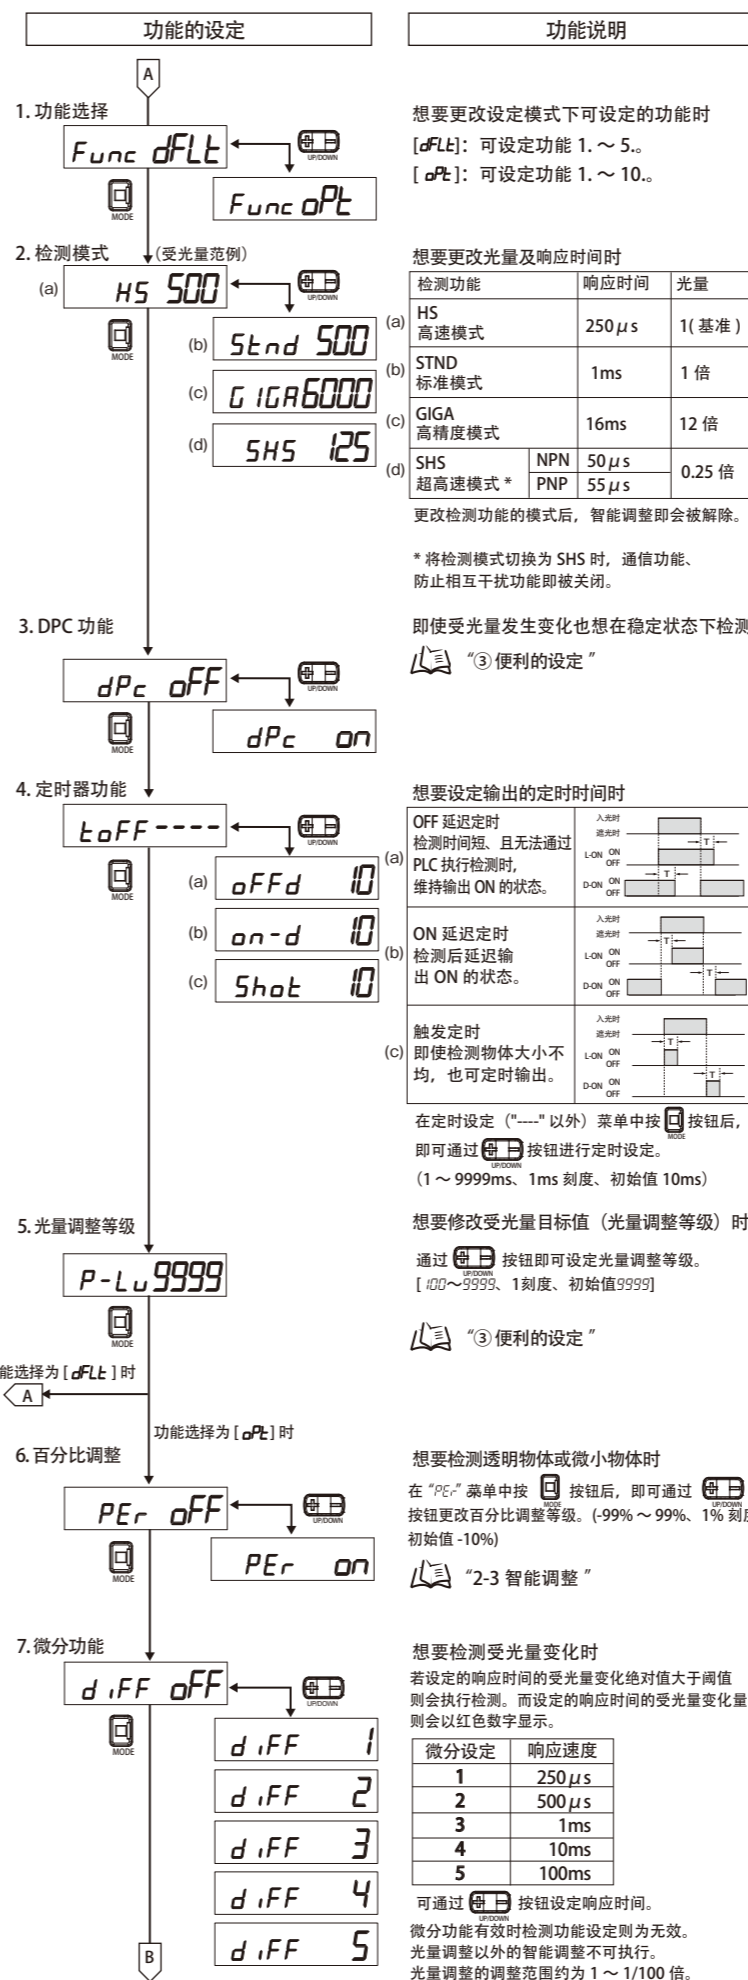 功能的设定
功能说明
A
1. 功能选择
Func dFLt
UP/DOWN
MODE
Func oPt
想要更改设定模式下可设定的功能时
[dFLt]：可设定功能 1. ～ 5.。
[ oPt ]：可设定功能 1. ～ 10.。
2. 检测模式 (受光量范例)
(a) HS 500
UP/DOWN
MODE
(b) Stnd 500
(c) GIGA 6000
(d) SHS 125
想要更改光量及响应时间时
检测功能 响应时间 光量
(a) HS 高速模式 250μs 1( 基准 )
(b) STND 标准模式 1ms 1 倍
(c) GIGA 高精度模式 16ms 12 倍
(d) SHS 超高速模式 * NPN 50μs 0.25 倍
PNP 55μs
更改检测功能的模式后，智能调整即会被解除。
* 将检测模式切换为 SHS 时，通信功能、
防止相互干扰功能即被关闭。
3. DPC 功能
dPc oFF
UP/DOWN
MODE
dPc on
即使受光量发生变化也想在稳定状态下检测
“③ 便利的设定 ”
4. 定时器功能
toFF ----
UP/DOWN
MODE
(a) oFFd 10
(b) on-d 10
(c) Shot 10
想要设定输出的定时时间时
(a) OFF 延迟定时
检测时间短、且无法通过
PLC 执行检测时，
维持输出 ON 的状态。
入光时
遮光时
L-ON ON
OFF
D-ON ON
OFF
T
T
(b) ON 延迟定时
检测后延迟输
出 ON 的状态。
入光时
遮光时
L-ON ON
OFF
D-ON ON
OFF
T
T
(c) 触发定时
即使检测物体大小不
均，也可定时输出。
入光时
遮光时
L-ON ON
OFF
D-ON ON
OFF
T
T
在定时设定（"----" 以外）菜单中按 MODE 按钮后，
即可通过 UP/DOWN 按钮进行定时设定。
（1 ～ 9999ms、1ms 刻度、初始值 10ms）
5. 光量调整等级
P-Lv 9999
MODE
想要修改受光量目标值（光量调整等级）时
通过 UP/DOWN 按钮即可设定光量调整等级。
[ 100～9999、1刻度、初始值9999]
“③ 便利的设定 ”
能选择为 [ dFLt ] 时
A
功能选择为 [ oPt ] 时
6. 百分比调整
PEr oFF
UP/DOWN
MODE
PEr on
想要检测透明物体或微小物体时
在 “PEr” 菜单中按 MODE 按钮后，即可通过 UP/DOWN
按钮更改百分比调整等级。(-99% ～ 99%、1% 刻度
初始值 -10%)
“2-3 智能调整 ”
7. 微分功能
diFF oFF
UP/DOWN
MODE
diFF 1
diFF 2
diFF 3
diFF 4
diFF 5
B
想要检测受光量变化时
若设定的响应时间的受光量变化绝对值大于阈值
则会执行检测。而设定的响应时间的受光量变化量
则会以红色数字显示。
微分设定 响应速度
1 250μs
2 500μs
3 1ms
4 10ms
5 100ms
可通过 UP/DOWN 按钮设定响应时间。
微分功能有效时检测功能设定则为无效。
光量调整以外的智能调整不可执行。
光量调整的调整范围约为 1 ～ 1/100 倍。